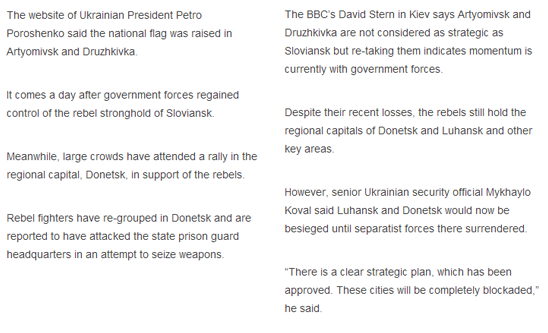 The website of Ukrainian President Petro
Poroshenko said the national flag was raised in
Artyomivsk and Druzhkivka.
It comes a day after government forces regained
control of the rebel stronghold of Sloviansk.
Meanwhile, large crowds have attended a rally in the
regional capital, Donetsk, in support of the rebels.
Rebel fighters have re-grouped in Donetsk and are
reported to have attacked the state prison guard
headquarters in an attempt to seize weapons.
The BBC's David Stern in Kiev says Artyomivsk and
Druzhkivka are not considered as strategic as
Sloviansk but re-taking them indicates momentum is
currently with government forces.
Despite their recent losses, the rebels still hold the
regional capitals of Donetsk and Luhansk and other
key areas.
However, senior Ukrainian security official Mykhaylo
Koval said Luhansk and Donetsk would now be
besieged until separatist forces there surrendered.
"There is a clear strategic plan, which has been
approved. These cities will be completely blockaded,"
he said.